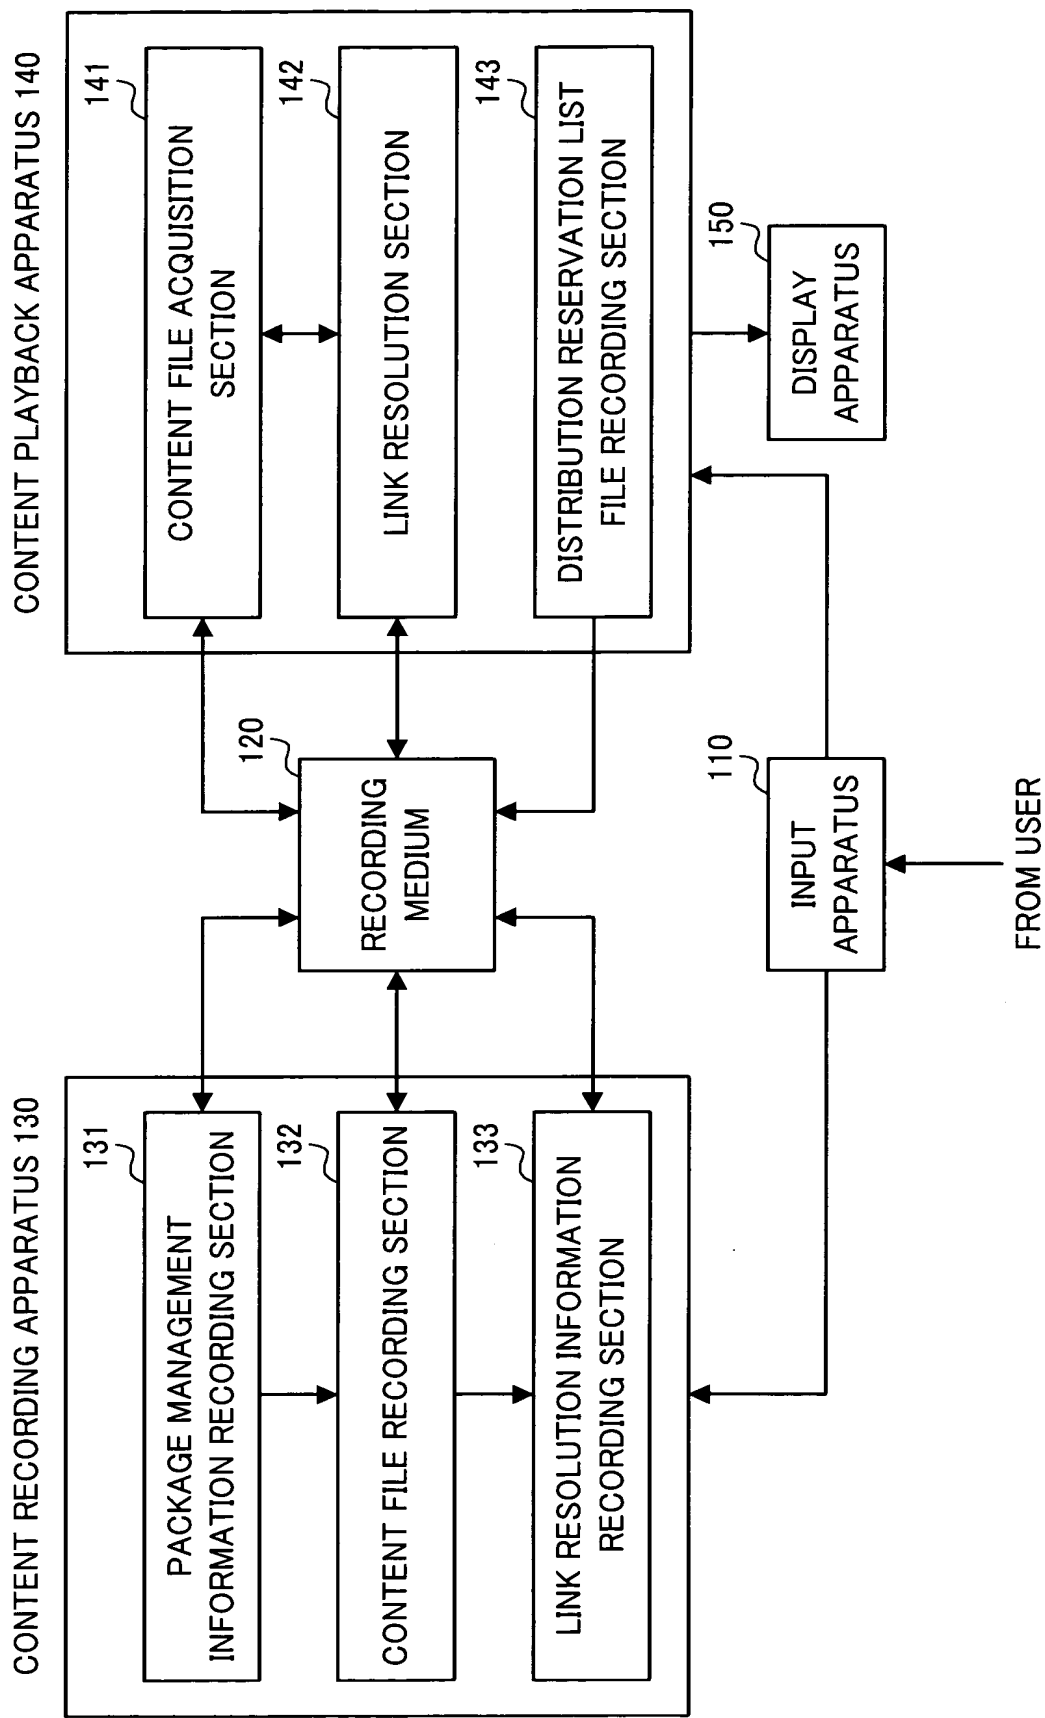 CONTENT RECORDING APPARATUS 130
131
PACKAGE MANAGEMENT
INFORMATION RECORDING SECTION
132
CONTENT FILE RECORDING SECTION
133
LINK RESOLUTION INFORMATION
RECORDING SECTION
120
RECORDING
MEDIUM
CONTENT PLAYBACK APPARATUS 140
141
CONTENT FILE ACQUISITION
SECTION
142
LINK RESOLUTION SECTION
143
DISTRIBUTION RESERVATION LIST
FILE RECORDING SECTION
110
INPUT
APPARATUS
FROM USER
150
DISPLAY
APPARATUS